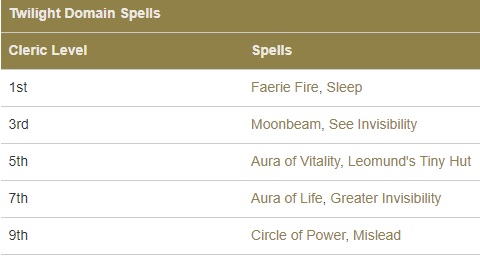 Twilight Domain Spells
Cleric Level Spells
1st Faerie Fire, Sleep
3rd Moonbeam, See Invisibility
5th Aura of Vitality, Leomund's Tiny Hut
7th Aura of Life, Greater Invisibility
9th Circle of Power, Mislead